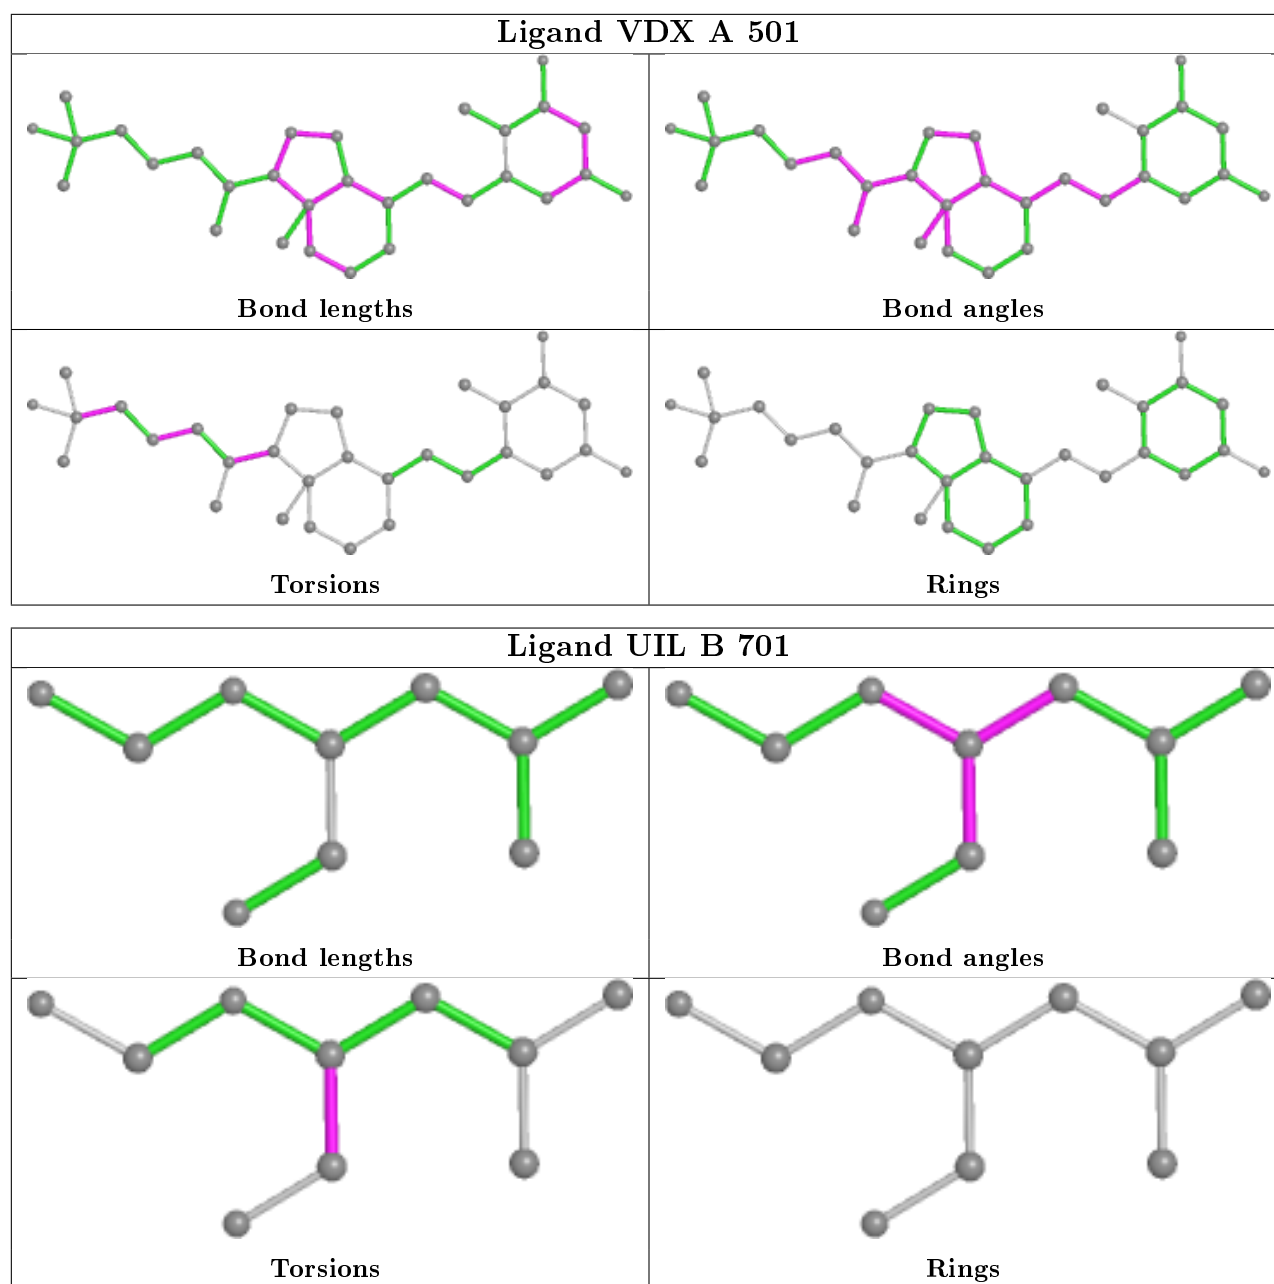 Ligand VDX A 501
Bond lengths
Bond angles
Torsions
Rings
Ligand UIL B 701
Bond lengths
Bond angles
Torsions
Rings